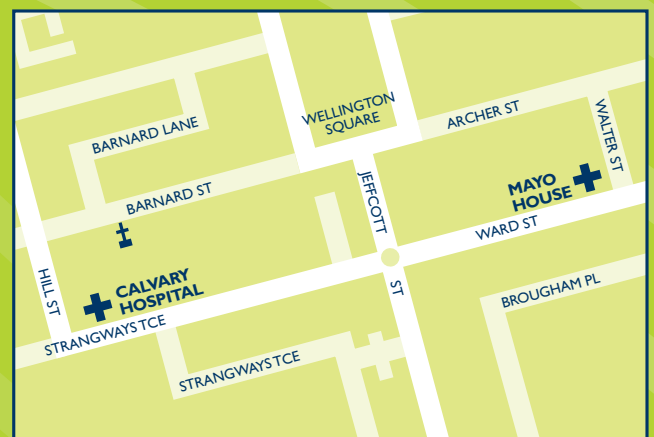 WELLINGTON
SQUARE
ARCHER ST
WALTER ST
BARNARD LANE
BARNARD ST
JEFFCOTT
ST
MAYO
HOUSE
WARD ST
HILL ST
CALVARY
HOSPITAL
BROUGHAM PL
STRANGWAYS TCE
STRANGWAYS TCE